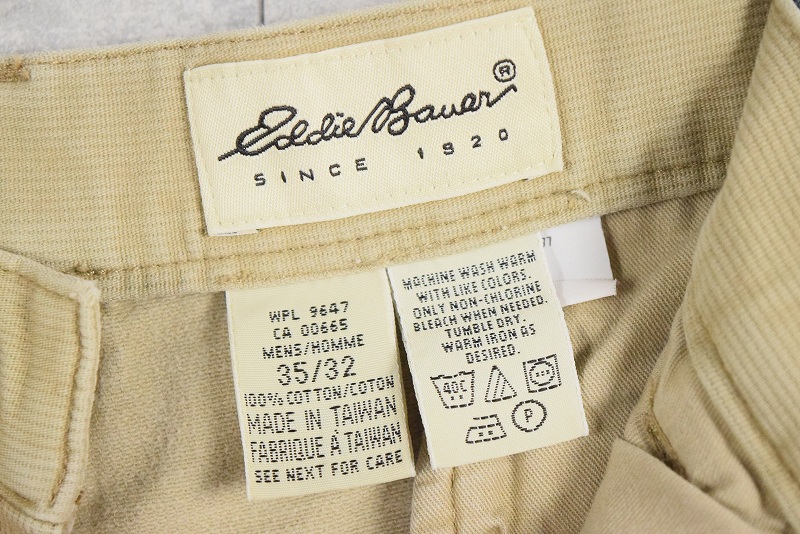 Eddie Bauer ®
SINCE 1920
WPL 9647
CA 00665
MENS/HOMME
35/32
100% COTTON/COTON
MADE IN TAIWAN
FABRIQUE À TAIWAN
SEE NEXT FOR CARE
MACHINE WASH WARM
WITH LIKE COLORS.
ONLY NON-CHLORINE
BLEACH WHEN NEEDED.
TUMBLE DRY.
WARM IRON AS
DESIRED.
40C
P